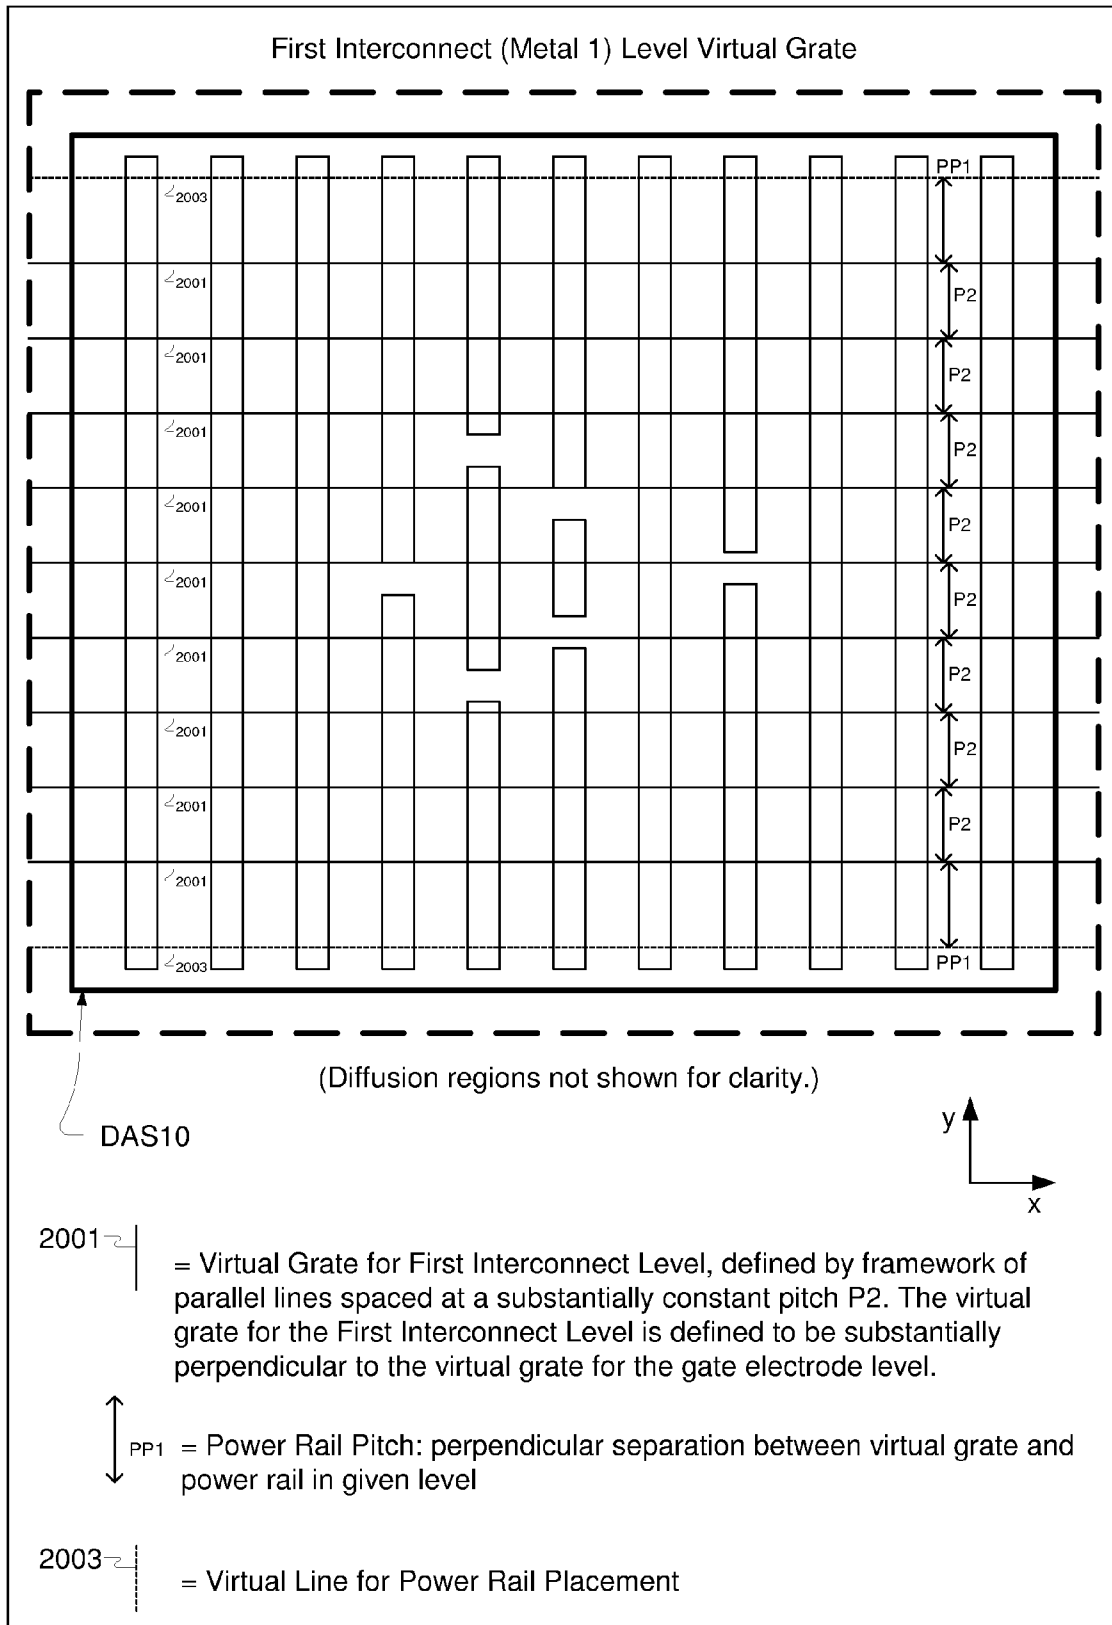 First Interconnect (Metal 1) Level Virtual Grate
PP1
2003
2001
P2
2001
P2
2001
P2
2001
P2
2001
P2
2001
P2
2001
P2
2001
P2
2001
2003
PP1
(Diffusion regions not shown for clarity.)
DAS10
y
x
2001
= Virtual Grate for First Interconnect Level, defined by framework of
parallel lines spaced at a substantially constant pitch P2. The virtual
grate for the First Interconnect Level is defined to be substantially
perpendicular to the virtual grate for the gate electrode level.
PP1 = Power Rail Pitch: perpendicular separation between virtual grate and
power rail in given level
2003
= Virtual Line for Power Rail Placement